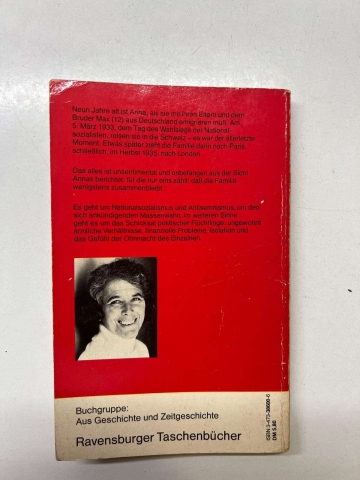 Neun Jahre alt ist Anna, als sie mit ihren Eltern und dem
Bruder Max (12) aus Deutschland emigrieren muß. Am
5. März 1933, dem Tag des Wahlsiegs der National-
sozialisten, reisen sie in die Schweiz – es war der allerletzte
Moment. Etwas später zieht die Familie dann nach Paris,
schließlich, im Herbst 1935, nach London.
Das alles ist unsentimental und unbefangen aus der Sicht
Annas berichtet, für die nur eins zählt: daß die Familie
wenigstens zusammenbleibt.
Es geht um Nationalsozialismus und Antisemitismus, um den
sich ankündigenden Massenwahn, im weiteren Sinne
geht es um das Schicksal politischer Flüchtlinge: ungewohnt
ärmliche Verhältnisse, finanzielle Probleme, Isolation und
das Gefühl der Ohnmacht des Einzelnen.
Buchgruppe:
Aus Geschichte und Zeitgeschichte
Ravensburger Taschenbücher
DM 5,80